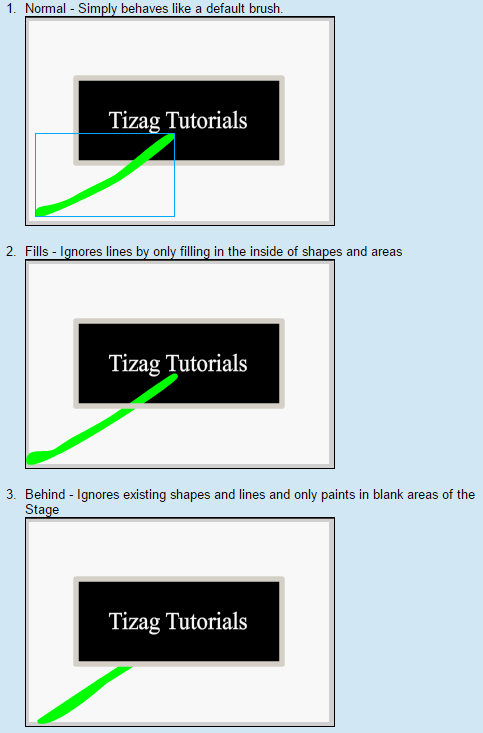 1. Normal - Simply behaves like a default brush.
Tizag Tutorials
2. Fills - Ignores lines by only filling in the inside of shapes and areas
Tizag Tutorials
3. Behind - Ignores existing shapes and lines and only paints in blank areas of the
Stage
Tizag Tutorials